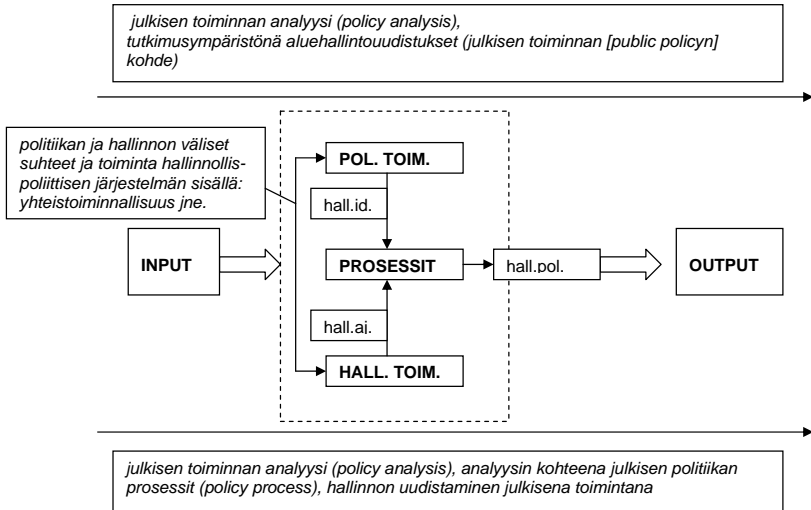 julkisen toiminnan analyysi (policy analysis),
tutkimusympäristönä aluehallintouudistukset (julkisen toiminnan [public policyn]
kohde)
politiikan ja hallinnon väliset
suhteet ja toiminta hallinnollis-
poliittisen järjestelmän sisällä:
yhteistoiminnallisuus jne.
POL. TOIM.
hall.id.
INPUT
PROSESSIT
hall.pol.
OUTPUT
hall.aj.
HALL. TOIM.
julkisen toiminnan analyysi (policy analysis), analyysin kohteena julkisen politiikan
prosessit (policy process), hallinnon uudistaminen julkisena toimintana